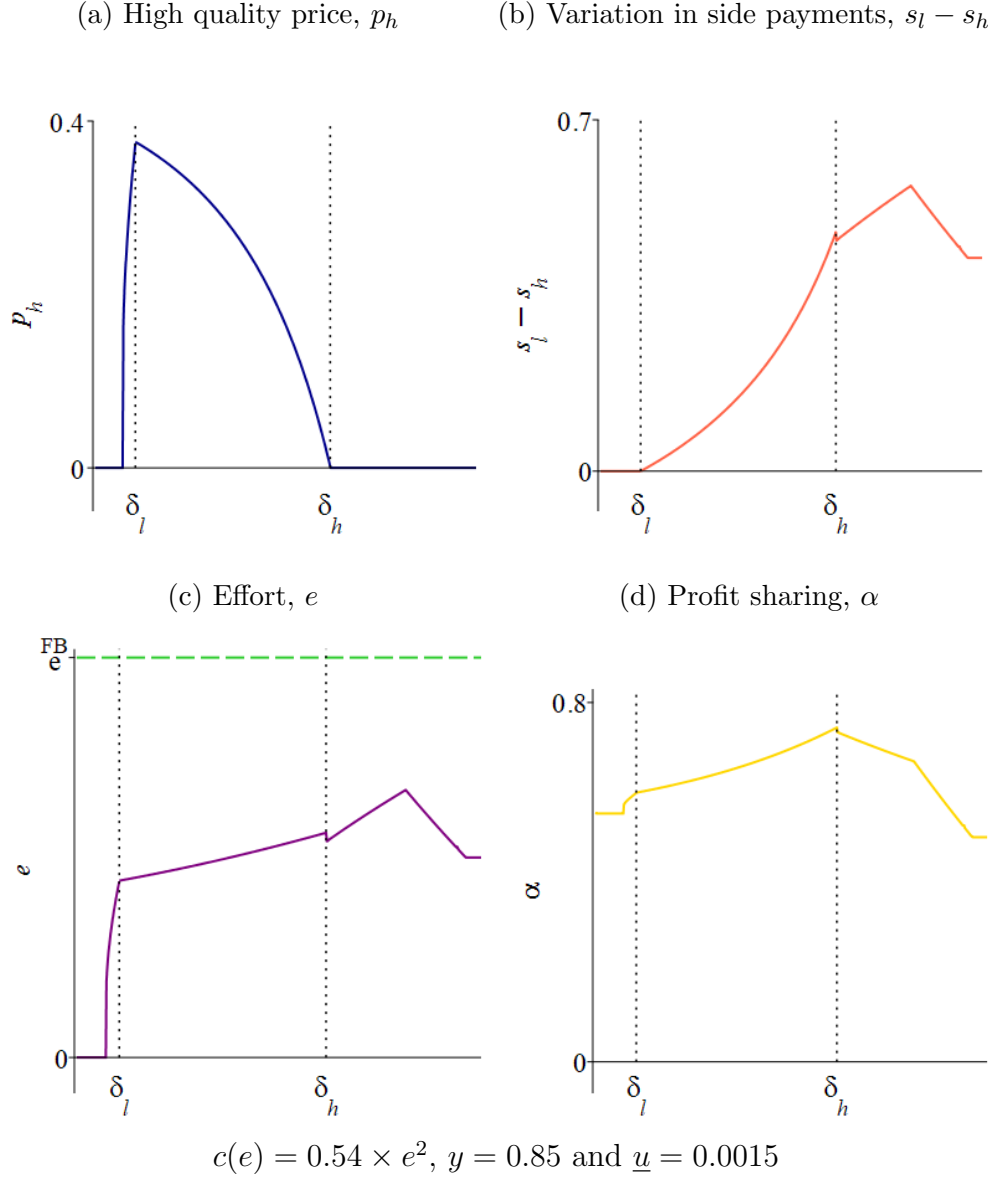 (a) High quality price, p_h (b) Variation in side payments, s_l − s_h
0.4 0.7
p_h s_l − s_h
0 0
δ_l δ_h δ_l δ_h
(c) Effort, e (d) Profit sharing, α
e^FB 0.8
e α
0 0
δ_l δ_h δ_l δ_h
c(e) = 0.54 × e², y = 0.85 and u̲ = 0.0015